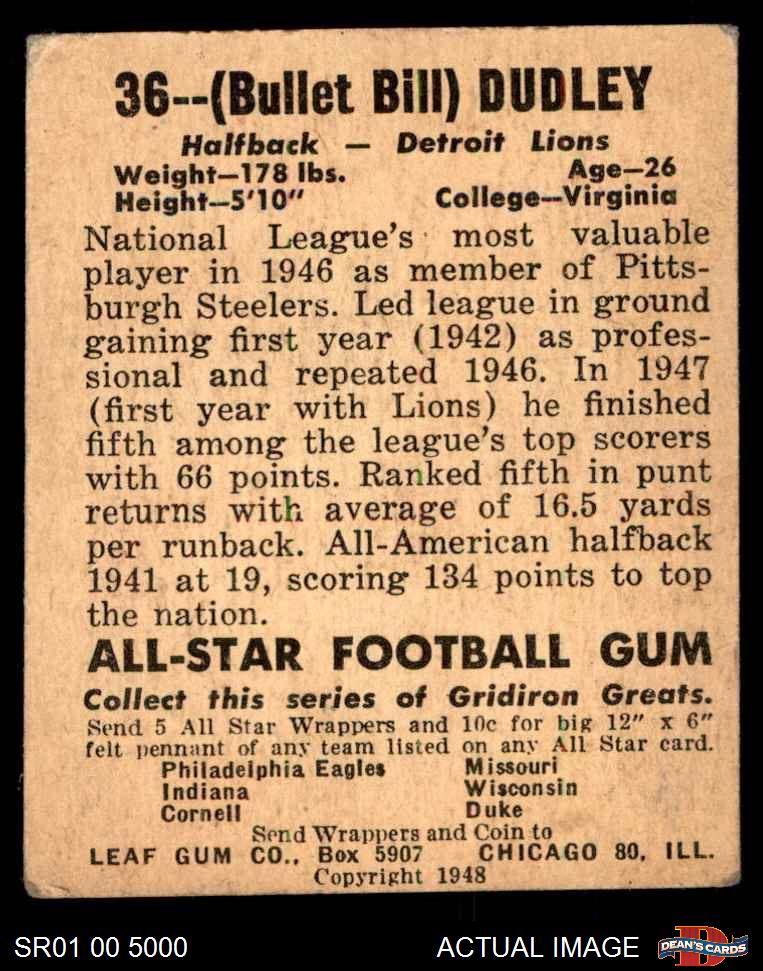 36--(Bullet Bill) DUDLEY
Halfback — Detroit Lions
Weight—178 lbs. Age—26
Height—5'10" College—Virginia
National League's most valuable
player in 1946 as member of Pitts-
burgh Steelers. Led league in ground
gaining first year (1942) as profes-
sional and repeated 1946. In 1947
(first year with Lions) he finished
fifth among the league's top scorers
with 66 points. Ranked fifth in punt
returns with average of 16.5 yards
per runback. All-American halfback
1941 at 19, scoring 134 points to top
the nation.
ALL-STAR FOOTBALL GUM
Collect this series of Gridiron Greats.
Send 5 All Star Wrappers and 10c for big 12" x 6"
felt pennant of any team listed on any All Star card.
Philadelphia Eagles Missouri
Indiana Wisconsin
Cornell Duke
Send Wrappers and Coin to
LEAF GUM CO., Box 5907 CHICAGO 80, ILL.
Copyright 1948
SR01 00 5000 ACTUAL IMAGE D DEAN'S CARDS